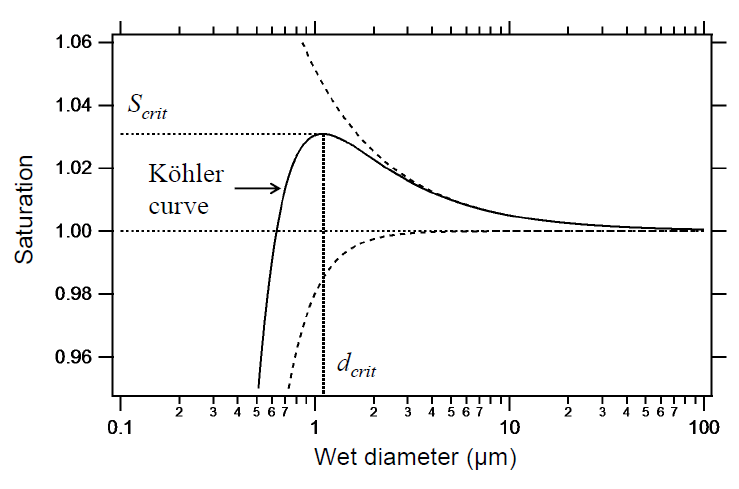 1.06
1.04
1.02
1.00
0.98
0.96
Saturation
S_crit
Köhler
curve
d_crit
2 3 4 5 6 7 2 3 4 5 6 7 2 3 4 5 6 7
0.1 1 10 100
Wet diameter (µm)